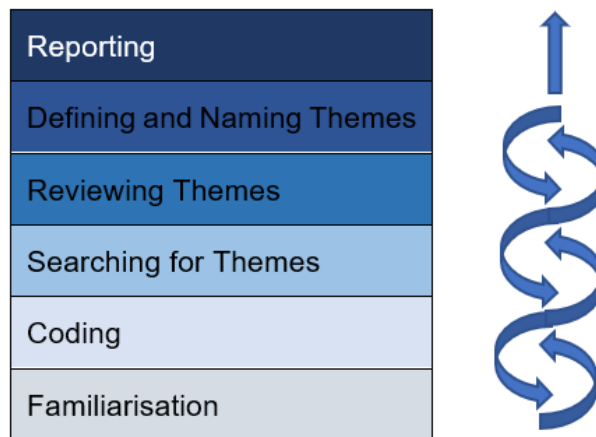 Reporting
Defining and Naming Themes
Reviewing Themes
Searching for Themes
Coding
Familiarisation